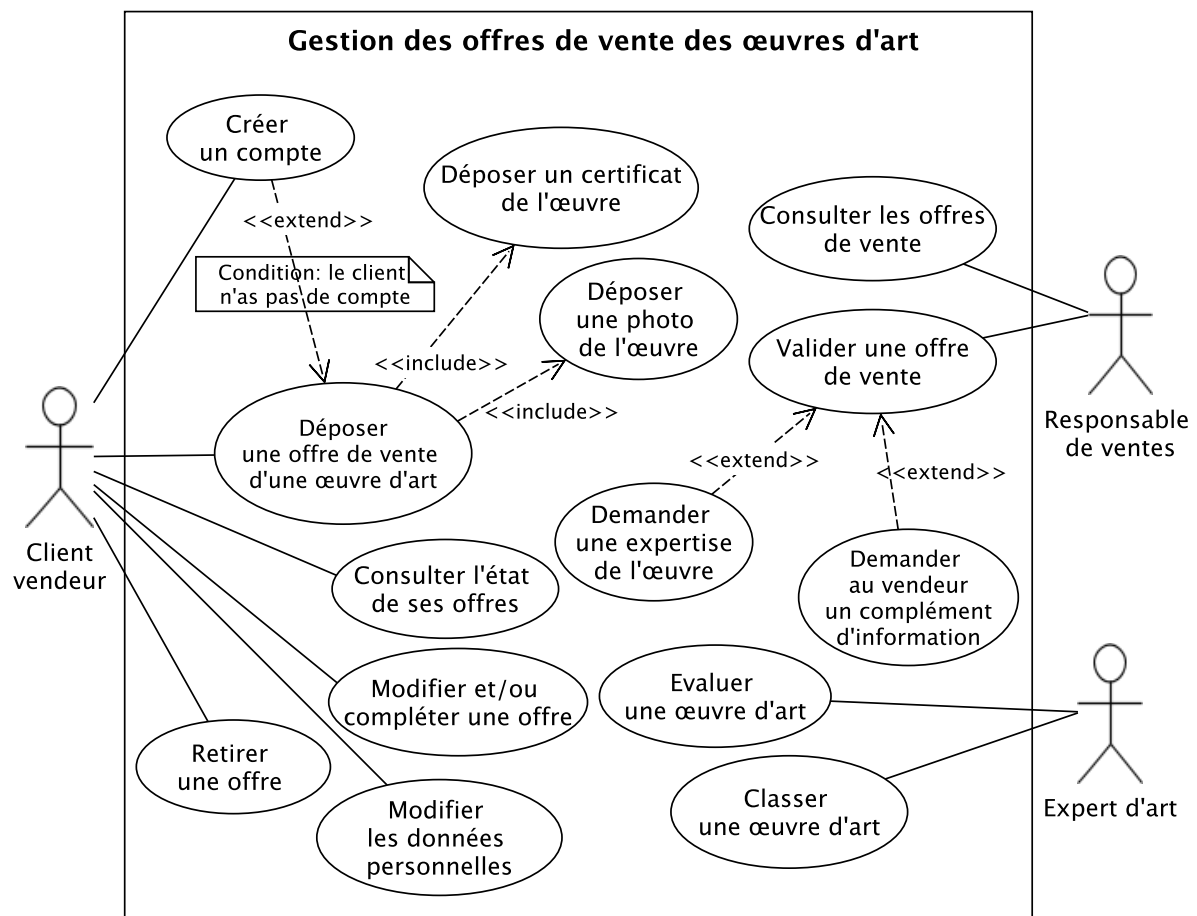 Gestion des offres de vente des œuvres d'art
Créer
un compte
<<extend>>
Condition: le client
n'as pas de compte
Déposer un certificat
de l'œuvre
Déposer
une photo
de l'œuvre
<<include>>
<<include>>
Déposer
une offre de vente
d'une œuvre d'art
Client
vendeur
Consulter l'état
de ses offres
Modifier et/ou
compléter une offre
Retirer
une offre
Modifier
les données
personnelles
Consulter les offres
de vente
Valider une offre
de vente
Responsable
de ventes
<<extend>>
<<extend>>
Demander
une expertise
de l'œuvre
Demander
au vendeur
un complément
d'information
Evaluer
une œuvre d'art
Classer
une œuvre d'art
Expert d'art